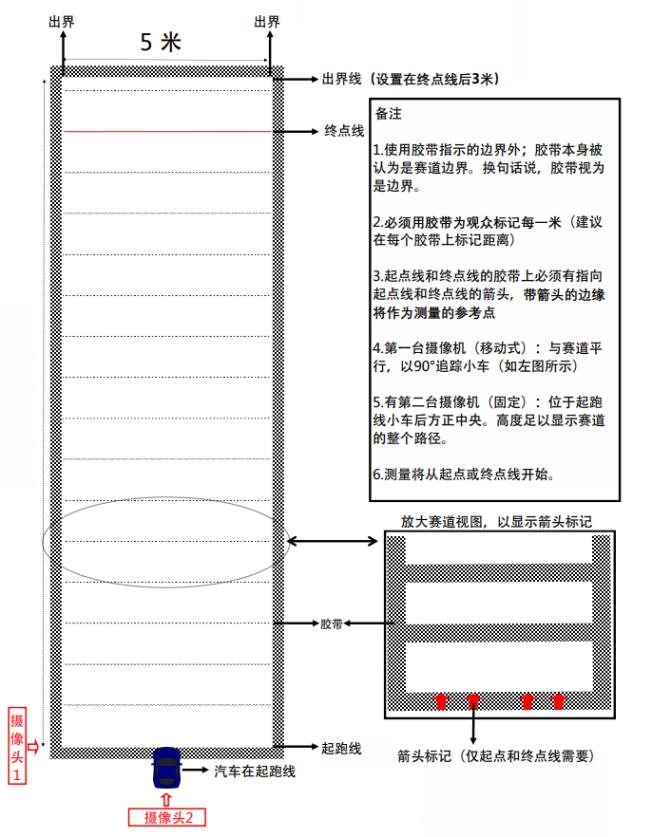 出界
出界
5 米
出界线 (设置在终点线后3米)
终点线
备注
1.使用胶带指示的边界外；胶带本身被
认为是赛道边界。换句话说，胶带视为
是边界。
2.必须用胶带为观众标记每一米（建议
在每个胶带上标记距离）
3.起点线和终点线的胶带上必须有指向
起点线和终点线的箭头，带箭头的边缘
将作为测量的参考点
4.第一台摄像机（移动式）：与赛道平
行，以90°追踪小车（如左图所示）
5.有第二台摄像机（固定）：位于起跑
线小车后方正中央。高度足以显示赛道
的整个路径。
6.测量将从起点或终点线开始。
放大赛道视图，以显示箭头标记
胶带
箭头标记（仅起点和终点线需要）
起跑线
汽车在起跑线
摄像头1
摄像头2